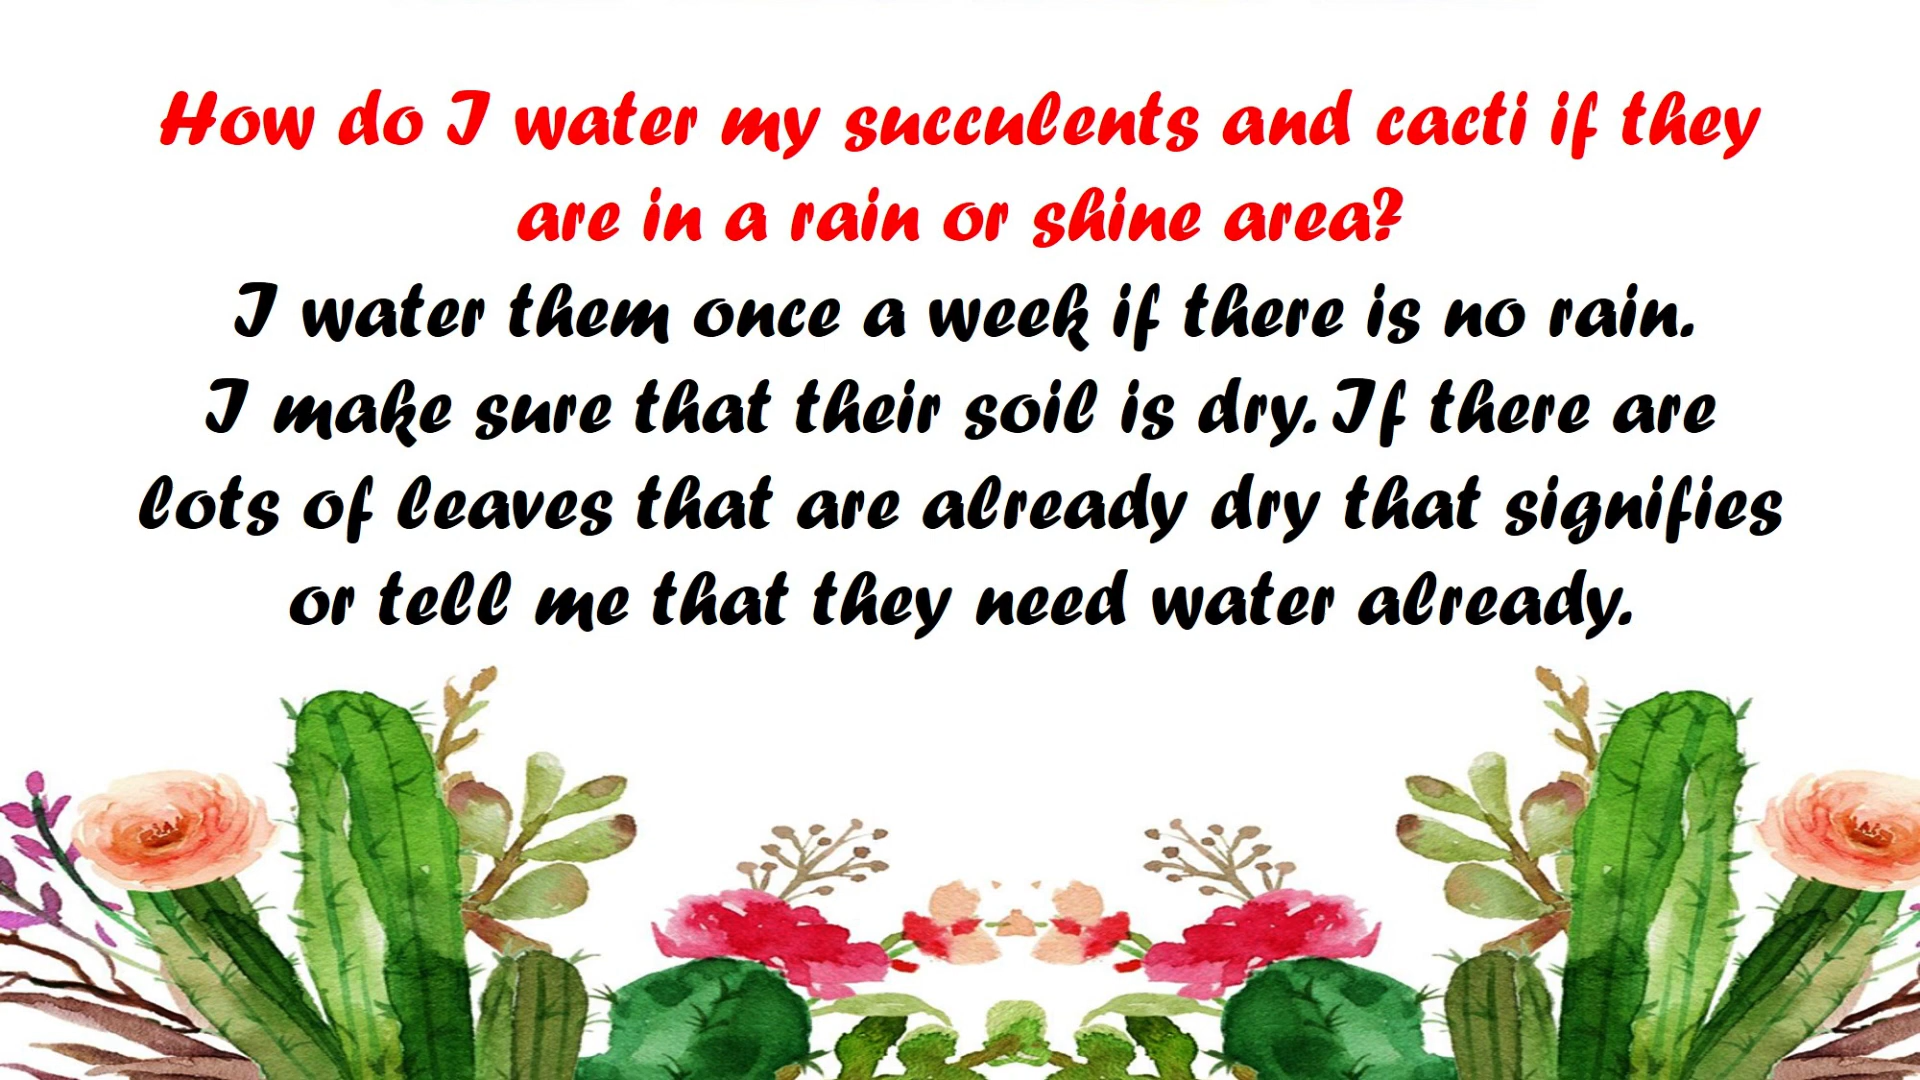 How do I water my succulents and cacti if they
are in a rain or shine area?
I water them once a week if there is no rain.
I make sure that their soil is dry. If there are
lots of leaves that are already dry that signifies
or tell me that they need water already.